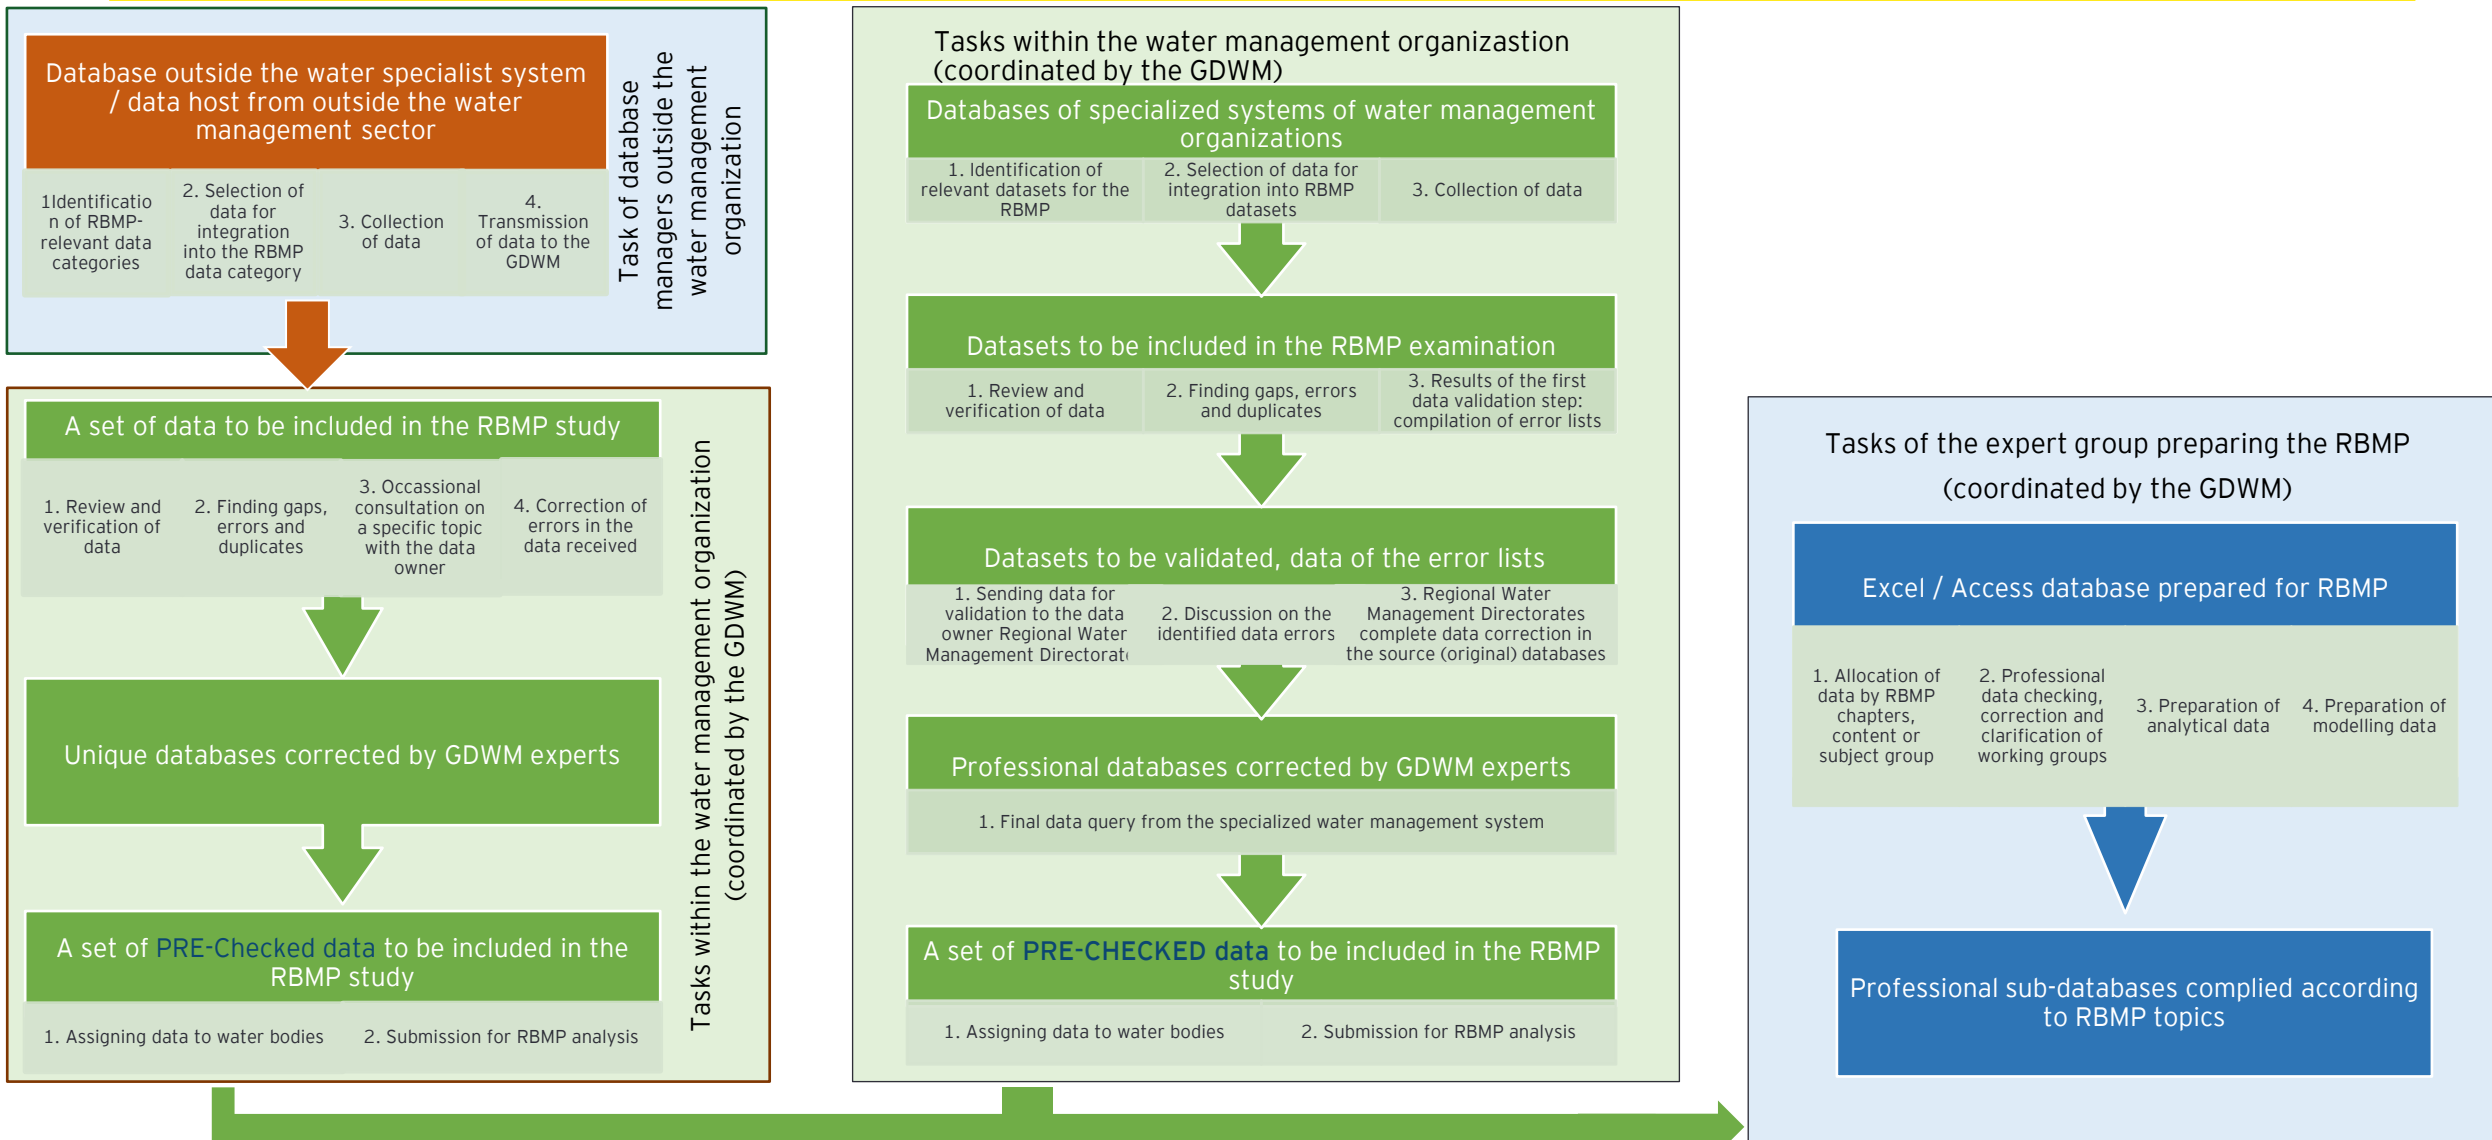 Database outside the water specialist system
/ data host from outside the water
management sector
1Identificatio
n of RBMP-
relevant data
categories
2. Selection of
data for
integration
into the RBMP
data category
3. Collection
of data
4.
Transmission
of data to the
GDWM
Task of database
managers outside the
water management
organization
A set of data to be included in the RBMP study
1. Review and
verification of
data
2. Finding gaps,
errors and
duplicates
3. Occassional
consultation on
a specific topic
with the data
owner
4. Correction of
errors in the
data received
Unique databases corrected by GDWM experts
A set of PRE-Checked data to be included in the
RBMP study
1. Assigning data to water bodies
2. Submission for RBMP analysis
Tasks within the water management organization
(coordinated by the GDWM)
Tasks within the water management organizastion
(coordinated by the GDWM)
Databases of specialized systems of water management
organizations
1. Identification of
relevant datasets for the
RBMP
2. Selection of data for
integration into RBMP
datasets
3. Collection of data
Datasets to be included in the RBMP examination
1. Review and
verification of data
2. Finding gaps, errors
and duplicates
3. Results of the first
data validation step:
compilation of error lists
Datasets to be validated, data of the error lists
1. Sending data for
validation to the data
owner Regional Water
Management Directorate
2. Discussion on the
identified data errors
3. Regional Water
Management Directorates
complete data correction in
the source (original) databases
Professional databases corrected by GDWM experts
1. Final data query from the specialized water management system
A set of PRE-CHECKED data to be included in the RBMP
study
1. Assigning data to water bodies
2. Submission for RBMP analysis
Tasks of the expert group preparing the RBMP
(coordinated by the GDWM)
Excel / Access database prepared for RBMP
1. Allocation of
data by RBMP
chapters,
content or
subject group
2. Professional
data checking,
correction and
clarification of
working groups
3. Preparation of
analytical data
4. Preparation of
modelling data
Professional sub-databases complied according
to RBMP topics